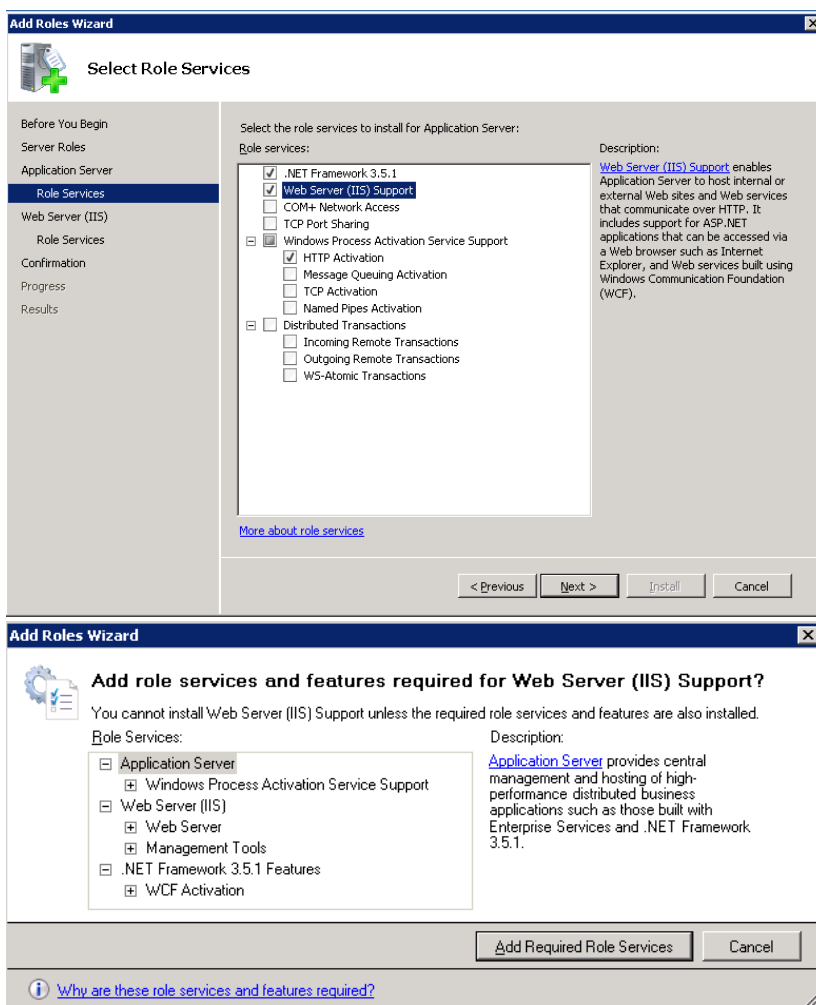 Add Roles Wizard
Select Role Services
Before You Begin
Server Roles
Application Server
Role Services
Web Server (IIS)
Role Services
Confirmation
Progress
Results
Select the role services to install for Application Server:
Role services:
.NET Framework 3.5.1
Web Server (IIS) Support
COM+ Network Access
TCP Port Sharing
Windows Process Activation Service Support
HTTP Activation
Message Queuing Activation
TCP Activation
Named Pipes Activation
Distributed Transactions
Incoming Remote Transactions
Outgoing Remote Transactions
WS-Atomic Transactions
More about role services
Description:
Web Server (IIS) Support enables
Application Server to host internal or
external Web sites and Web services
that communicate over HTTP. It
includes support for ASP.NET
applications that can be accessed via
a Web browser such as Internet
Explorer, and Web services built using
Windows Communication Foundation
(WCF).
< Previous Next > Install Cancel
Add Roles Wizard
Add role services and features required for Web Server (IIS) Support?
You cannot install Web Server (IIS) Support unless the required role services and features are also installed.
Role Services:
Application Server
Windows Process Activation Service Support
Web Server (IIS)
Web Server
Management Tools
.NET Framework 3.5.1 Features
WCF Activation
Description:
Application Server provides central
management and hosting of high-
performance distributed business
applications such as those built with
Enterprise Services and .NET Framework
3.5.1.
Add Required Role Services Cancel
Why are these role services and features required?